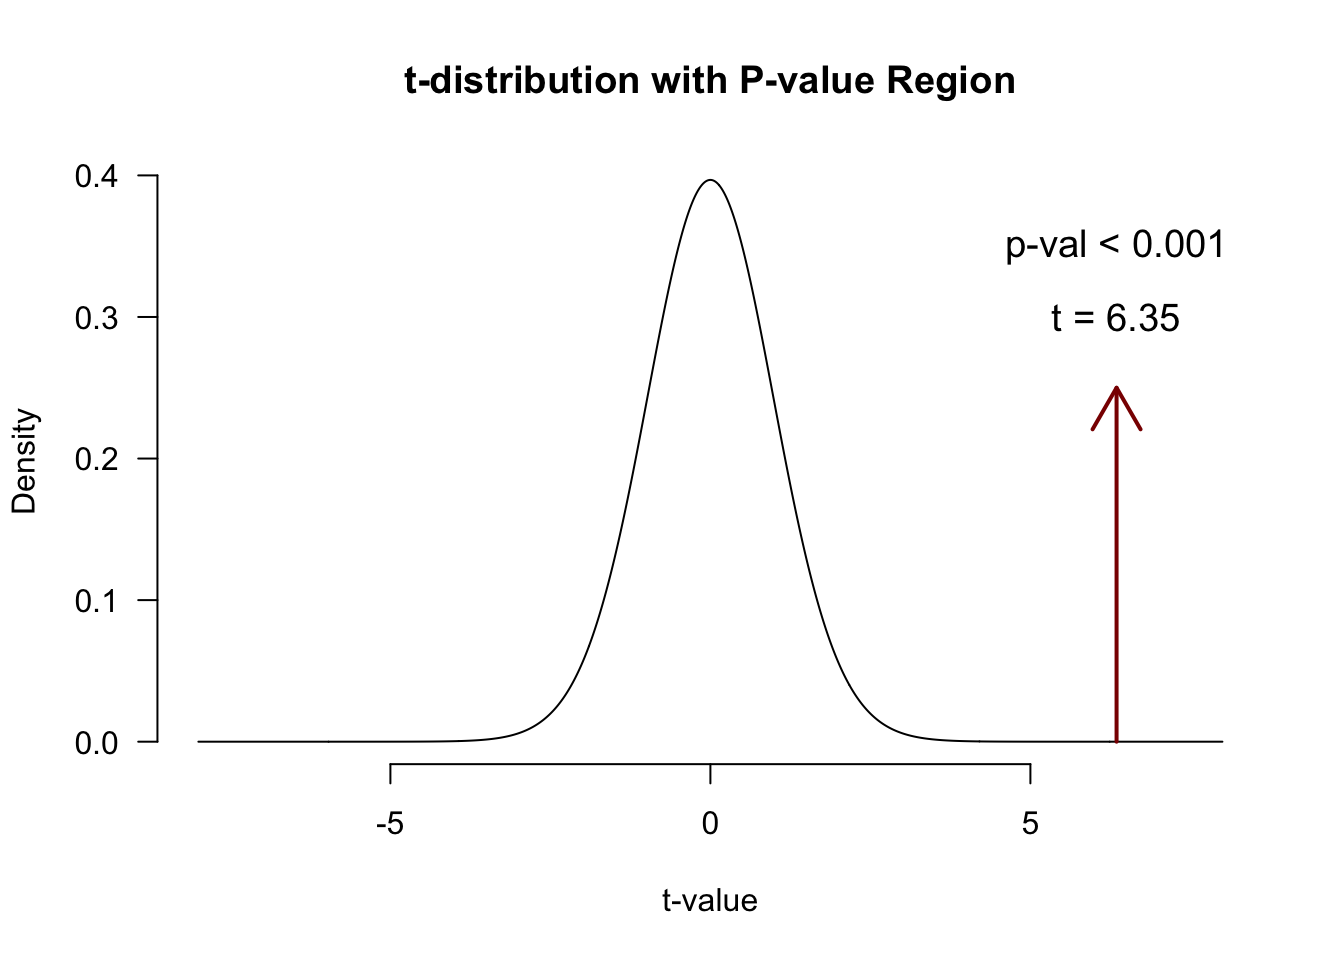 t-distribution with P-value Region
0.4
p-val < 0.001
0.3
t = 6.35
Density
0.2
0.1
0.0
-5 0 5
t-value